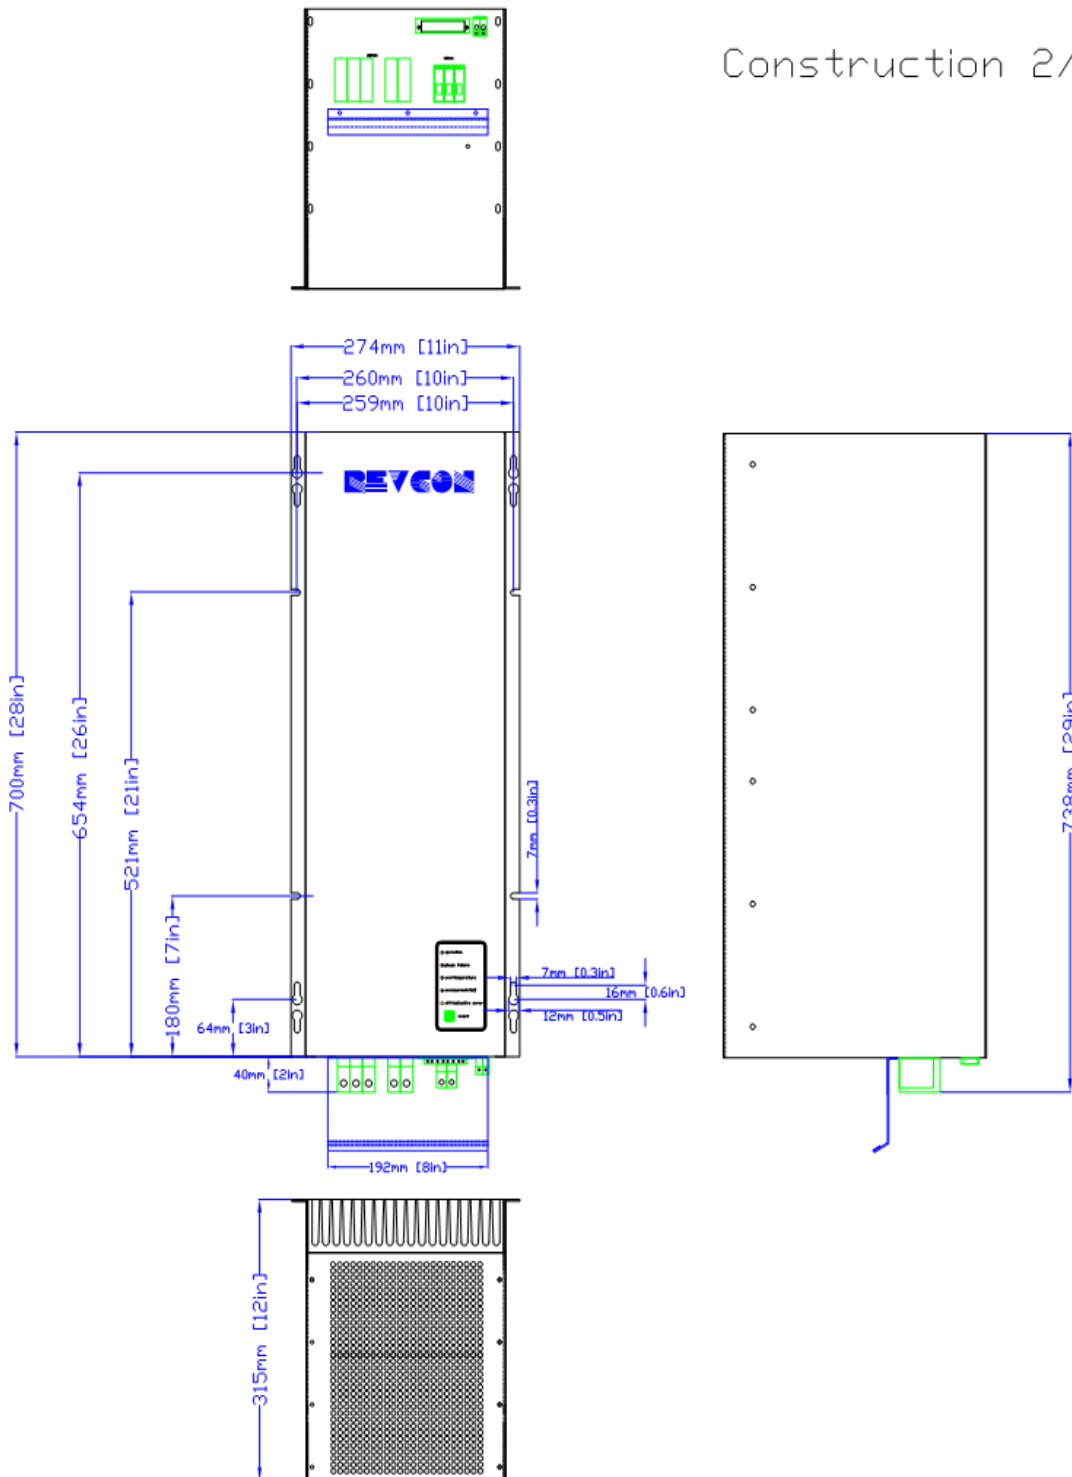 Construction 2/
274mm [11in]
260mm [10in]
259mm [10in]
REVCON
700mm [28in]
654mm [26in]
521mm [21in]
180mm [7in]
64mm [3in]
40mm [2in]
7mm [0.3in]
7mm [0.3in]
16mm [0.6in]
12mm [0.5in]
738mm [29in]
192mm [8in]
315mm [12in]